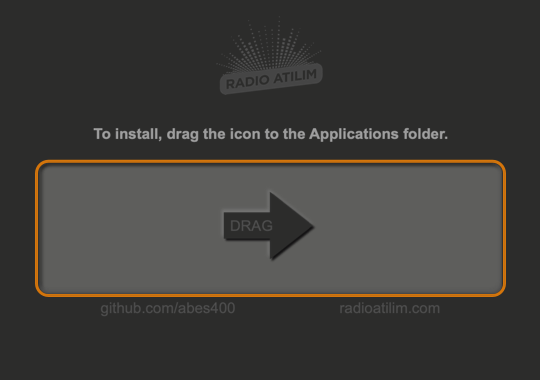 RADIO ATILIM
To install, drag the icon to the Applications folder.
DRAG
github.com/abes400
radioatilim.com